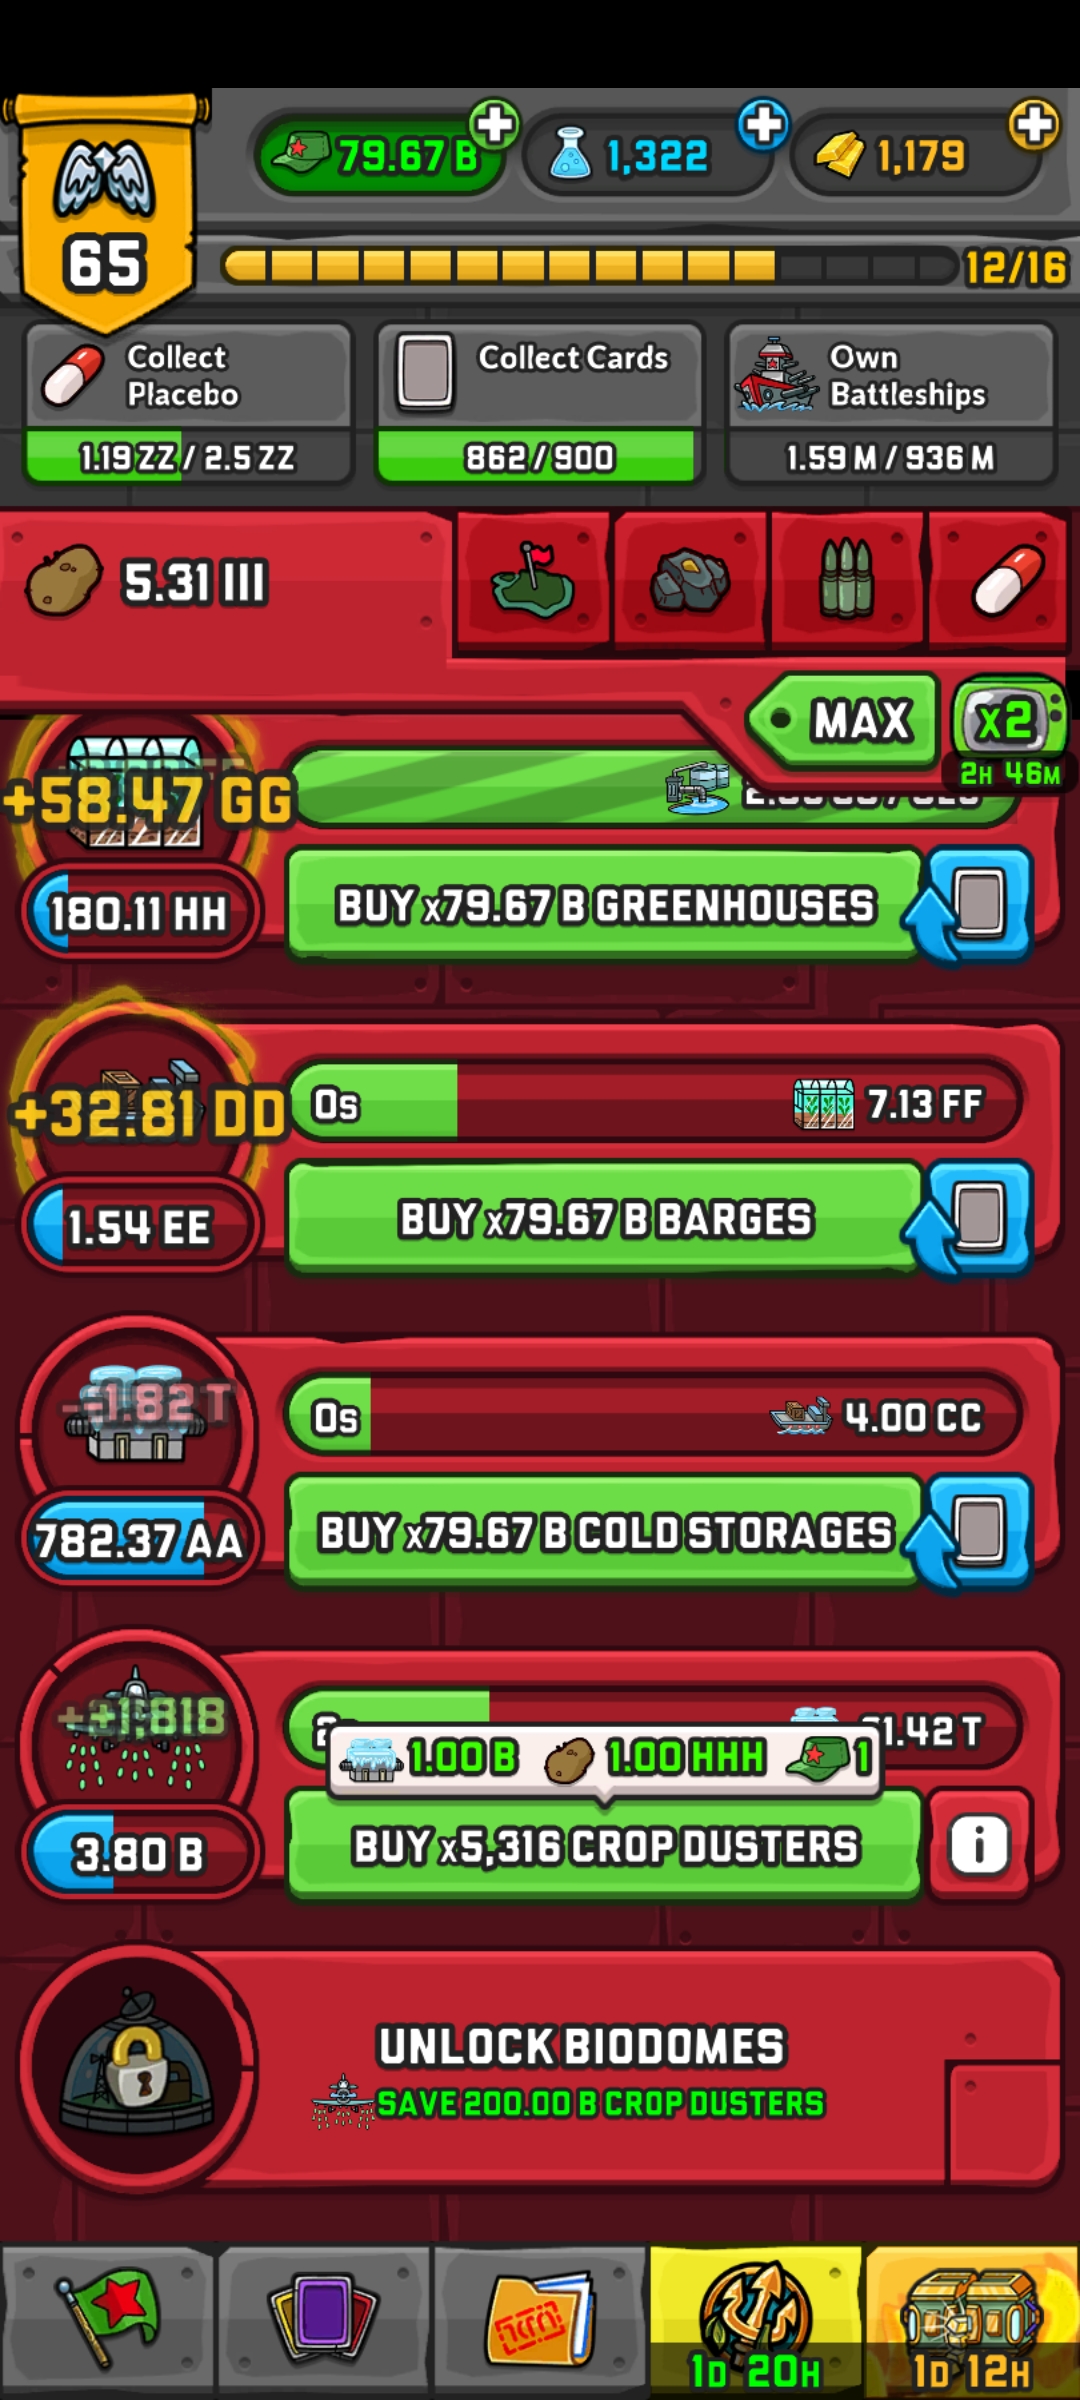 79.67 B
1,322
1,179
65
12/16
Collect
Placebo
1.19 ZZ / 2.5 ZZ
Collect Cards
862/900
Own
Battleships
1.59 M / 936 M
5.31 III
MAX
x2
2H 46M
+58.47 GG
180.11 HH
BUY x79.67 B GREENHOUSES
+32.81 DD
0s
7.13 FF
1.54 EE
BUY x79.67 B BARGES
-1.82 T
0s
4.00 CC
782.37 AA
BUY x79.67 B COLD STORAGES
+1,818
1.42 T
1.00 B
1.00 HHH
1
3.80 B
BUY x5,316 CROP DUSTERS
i
UNLOCK BIODOMES
SAVE 200.00 B CROP DUSTERS
1D 20H
1D 12H